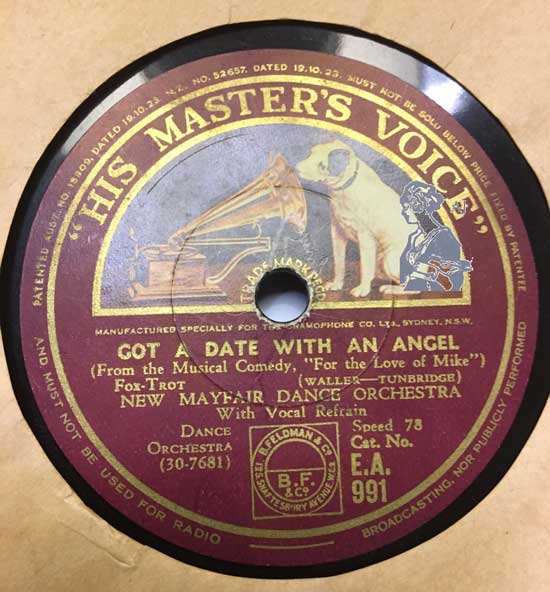 PATENTED AUST. NO. 15809, DATED 19.10.23. N.Z. NO. 52657. DATED 19.10.23. MUST NOT BE SOLD BELOW PRICE FIXED BY PATENTEE
"HIS MASTER'S VOICE"
TRADE MARK
MANUFACTURED SPECIALLY FOR THE GRAMOPHONE CO. LTD., SYDNEY, N.S.W.
GOT A DATE WITH AN ANGEL
(From the Musical Comedy, "For the Love of Mike")
FOX-TROT (WALLER—TUNBRIDGE)
NEW MAYFAIR DANCE ORCHESTRA
With Vocal Refrain
DANCE
ORCHESTRA
(30-7681)
B. FELDMAN & CO
B.F.
& CO.
125 SHAFTESBURY AVENUE. W.C.2
Speed 78
Cat. No.
E.A.
991
AND MUST NOT BE USED FOR RADIO BROADCASTING, NOR PUBLICLY PERFORMED